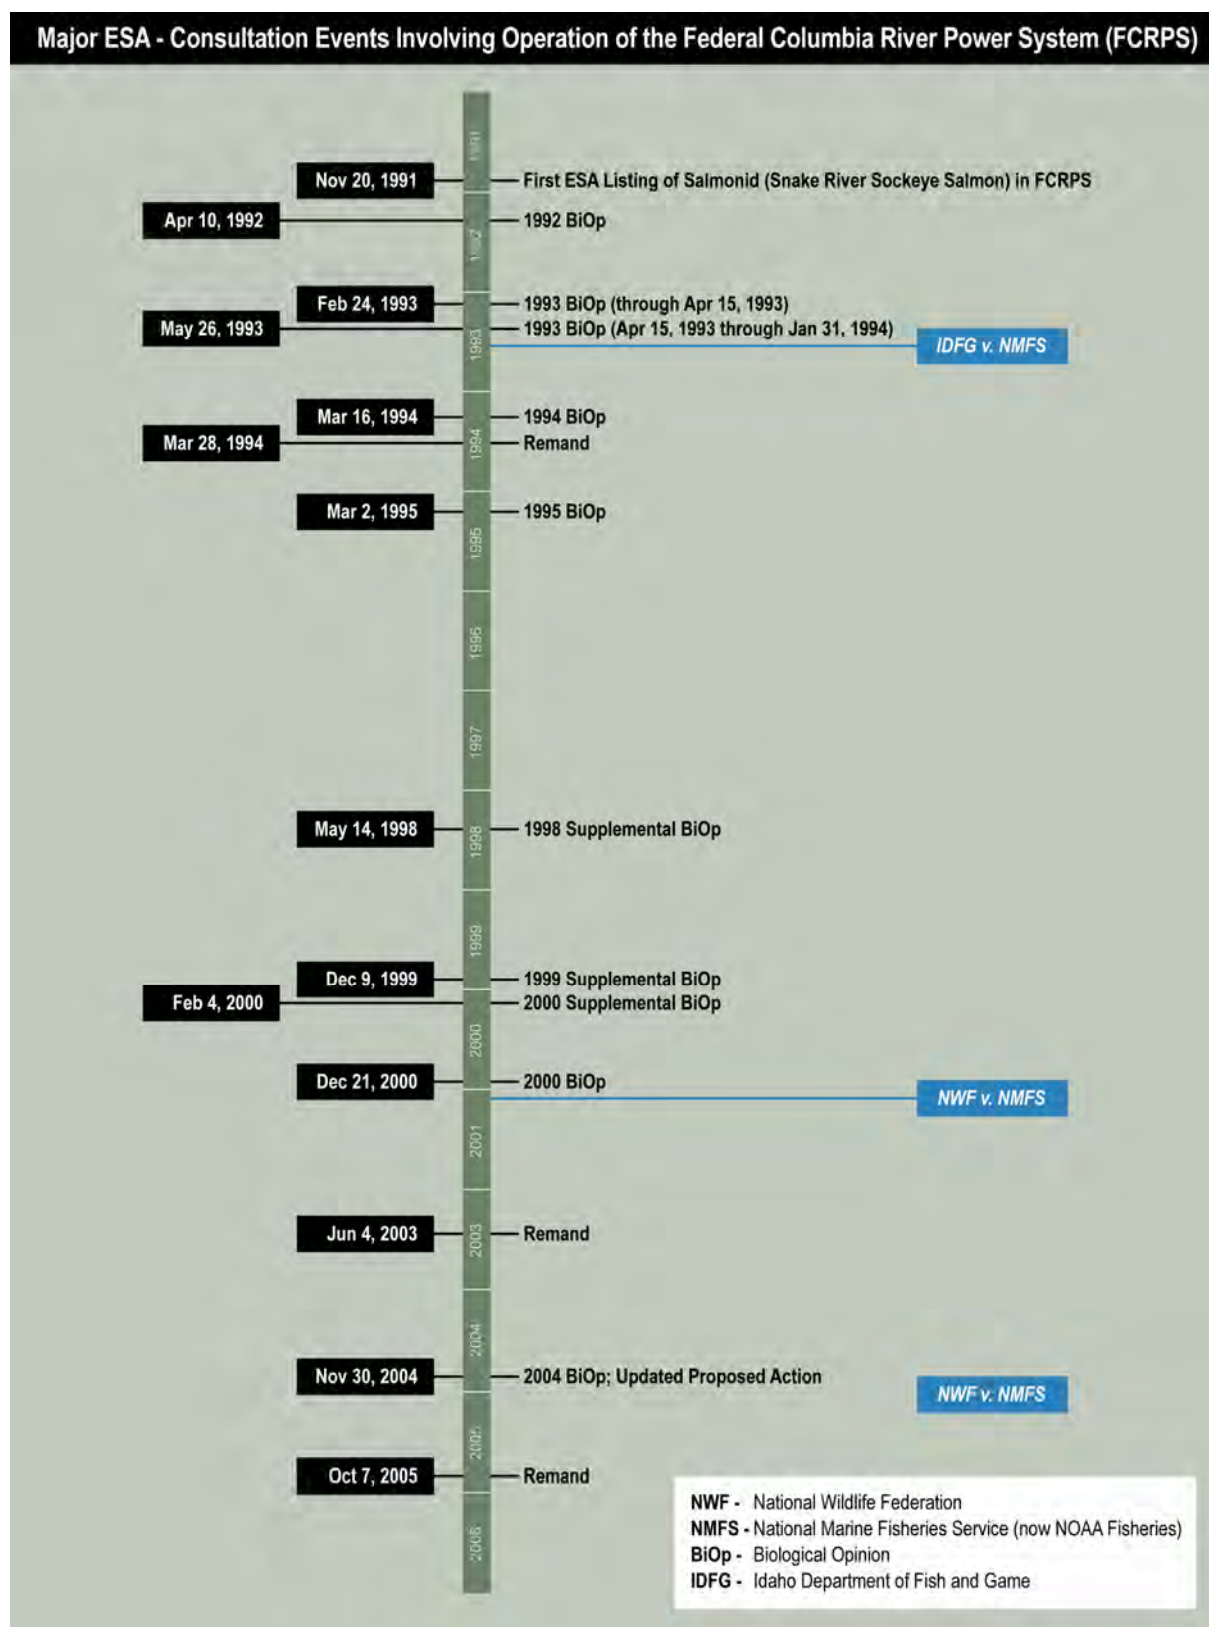 Major ESA - Consultation Events Involving Operation of the Federal Columbia River Power System (FCRPS)
Nov 20, 1991 First ESA Listing of Salmonid (Snake River Sockeye Salmon) in FCRPS
Apr 10, 1992 1992 BiOp
Feb 24, 1993 1993 BiOp (through Apr 15, 1993)
May 26, 1993 1993 BiOp (Apr 15, 1993 through Jan 31, 1994)
1993 IDFG v. NMFS
Mar 16, 1994 1994 BiOp
Mar 28, 1994 1994 Remand
Mar 2, 1995 1995 BiOp
1995
1996
1997
May 14, 1998 1998 1998 Supplemental BiOp
1999
Dec 9, 1999 1999 Supplemental BiOp
Feb 4, 2000 2000 Supplemental BiOp
2000
Dec 21, 2000 2000 BiOp
NWF v. NMFS
2001
Jun 4, 2003 2003 Remand
2004
Nov 30, 2004 2004 BiOp; Updated Proposed Action
NWF v. NMFS
2005
Oct 7, 2005 Remand
2006
NWF - National Wildlife Federation
NMFS - National Marine Fisheries Service (now NOAA Fisheries)
BiOp - Biological Opinion
IDFG - Idaho Department of Fish and Game